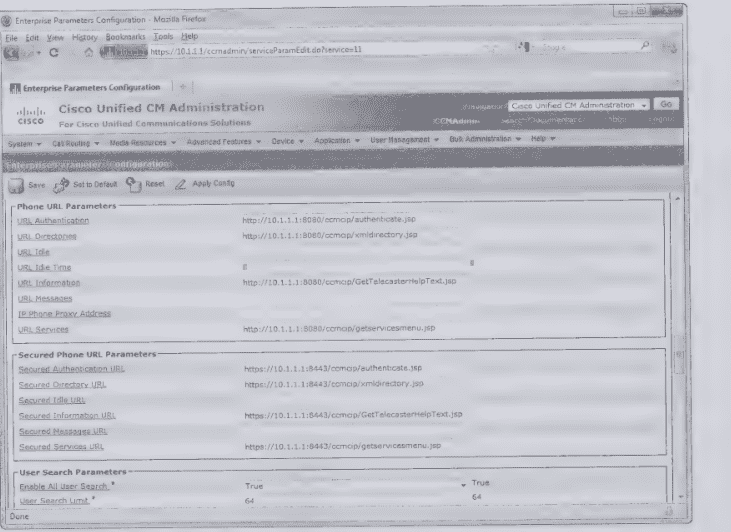 Enterprise Parameters Configuration - Mozilla Firefox
File Edit View History Bookmarks Tools Help
https://10.1.1.1/ccmadmin/serviceParamEdit.do?service=11
Enterprise Parameters Configuration
Cisco Unified CM Administration
For Cisco Unified Communications Solutions
CISCO
Navigation Cisco Unified CM Administration Go
CCMAdmin Search Documentation About Logout
System Call Routing Media Resources Advanced Features Device Application User Management Bulk Administration Help
Enterprise Parameters Configuration
Save Set to Default Reset Apply Config
Phone URL Parameters
URL Authentication http://10.1.1.1:8080/ccmcip/authenticate.jsp
URL Directories http://10.1.1.1:8080/ccmcip/xmldirectory.jsp
URL Idle
URL Idle Time 0 0
URL Information http://10.1.1.1:8080/ccmcip/GetTelecasterHelpText.jsp
URL Messages
IP Phone Proxy Address
URL Services http://10.1.1.1:8080/ccmcip/getservicesmenu.jsp
Secured Phone URL Parameters
Secured Authentication URL https://10.1.1.1:8443/ccmcip/authenticate.jsp
Secured Directory URL https://10.1.1.1:8443/ccmcip/xmldirectory.jsp
Secured Idle URL
Secured Information URL https://10.1.1.1:8443/ccmcip/GetTelecasterHelpText.jsp
Secured Messages URL
Secured Services URL https://10.1.1.1:8443/ccmcip/getservicesmenu.jsp
User Search Parameters
Enable All User Search * True True
User Search Limit * 64 64
Done